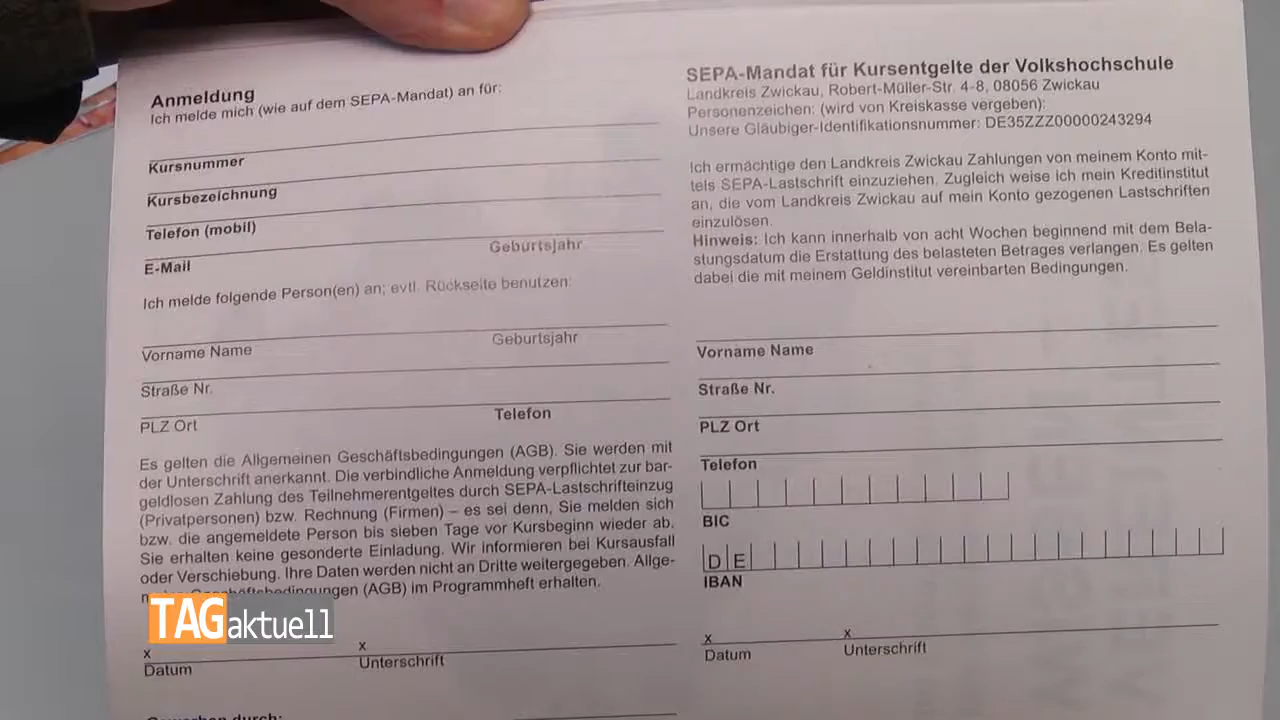 Anmeldung
Ich melde mich (wie auf dem SEPA-Mandat) an für:
Kursnummer
Kursbezeichnung
Telefon (mobil)
E-Mail Geburtsjahr
Ich melde folgende Person(en) an; evtl. Rückseite benutzen:
Vorname Name Geburtsjahr
Straße Nr.
PLZ Ort Telefon
Es gelten die Allgemeinen Geschäftsbedingungen (AGB). Sie werden mit
der Unterschrift anerkannt. Die verbindliche Anmeldung verpflichtet zur bar-
geldlosen Zahlung des Teilnehmerentgeltes durch SEPA-Lastschrifteinzug
(Privatpersonen) bzw. Rechnung (Firmen) – es sei denn, Sie melden sich
bzw. die angemeldete Person bis sieben Tage vor Kursbeginn wieder ab.
Sie erhalten keine gesonderte Einladung. Wir informieren bei Kursausfall
oder Verschiebung. Ihre Daten werden nicht an Dritte weitergegeben. Allge-
(AGB) im Programmheft erhalten.
x x
Datum Unterschrift
SEPA-Mandat für Kursentgelte der Volkshochschule
Landkreis Zwickau, Robert-Müller-Str. 4-8, 08056 Zwickau
Personenzeichen: (wird von Kreiskasse vergeben):
Unsere Gläubiger-Identifikationsnummer: DE35ZZZ00000243294
Ich ermächtige den Landkreis Zwickau Zahlungen von meinem Konto mit-
tels SEPA-Lastschrift einzuziehen. Zugleich weise ich mein Kreditinstitut
an, die vom Landkreis Zwickau auf mein Konto gezogenen Lastschriften
einzulösen.
Hinweis: Ich kann innerhalb von acht Wochen beginnend mit dem Bela-
stungsdatum die Erstattung des belasteten Betrages verlangen. Es gelten
dabei die mit meinem Geldinstitut vereinbarten Bedingungen.
Vorname Name
Straße Nr.
PLZ Ort
Telefon
BIC
DE
IBAN
x x
Datum Unterschrift
TAGaktuell